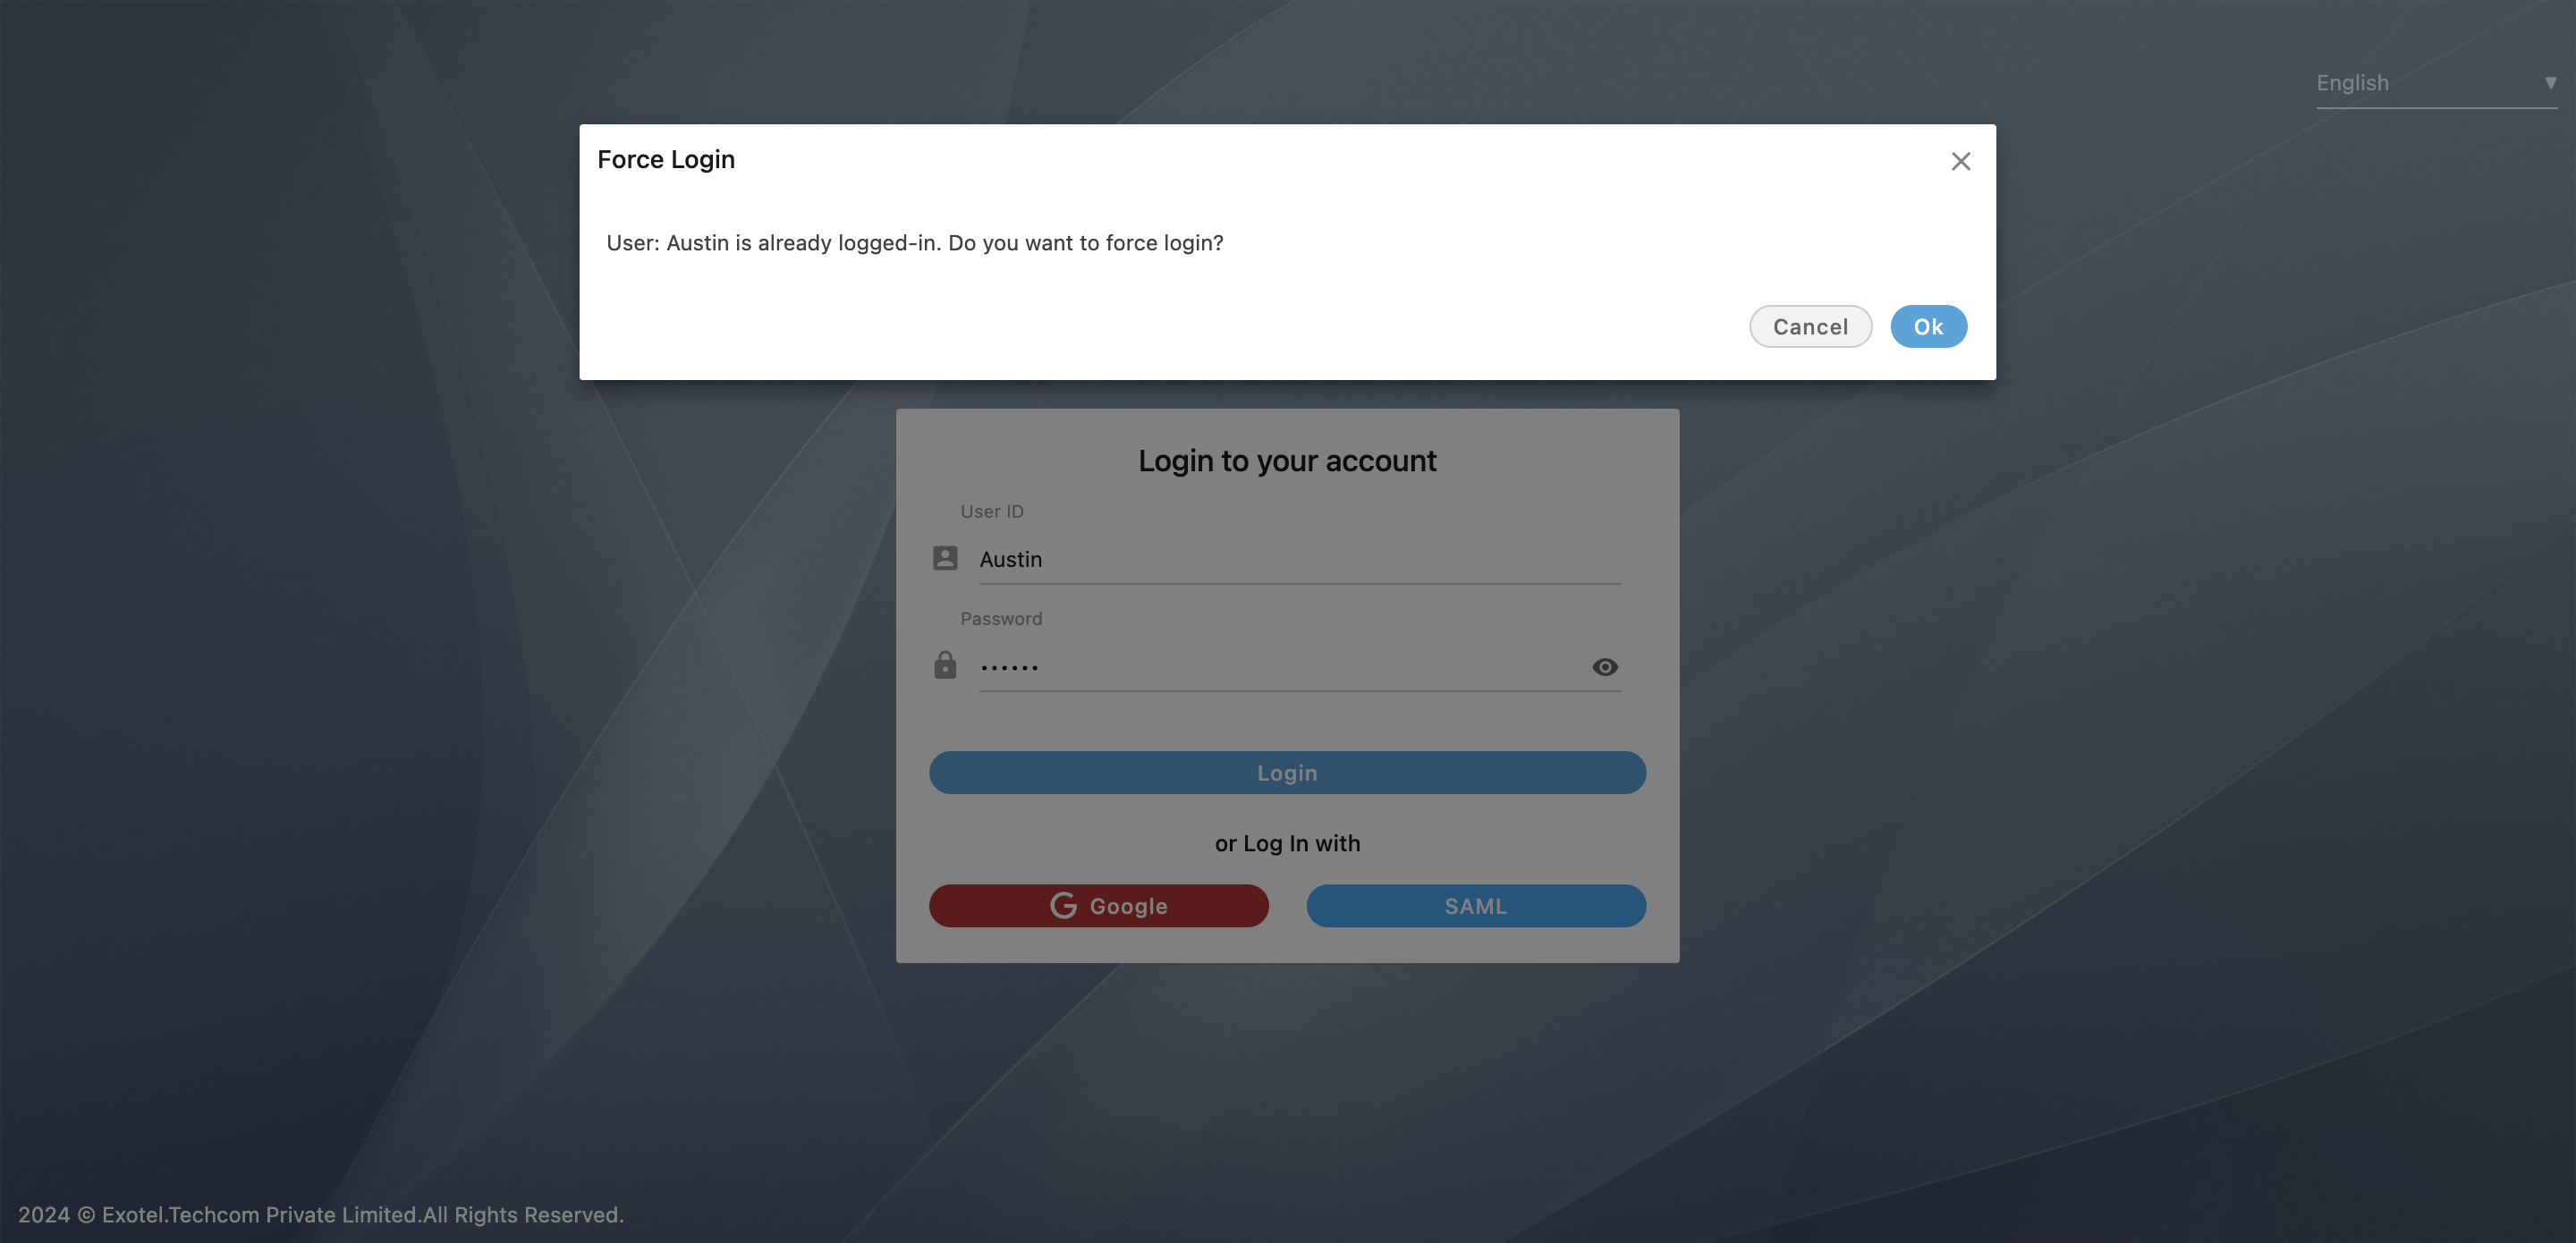 English
Force Login
User: Austin is already logged-in. Do you want to force login?
Cancel
Ok
Login to your account
User ID
Austin
Password
Login
or Log In with
Google
SAML
2024 © Exotel.Techcom Private Limited.All Rights Reserved.